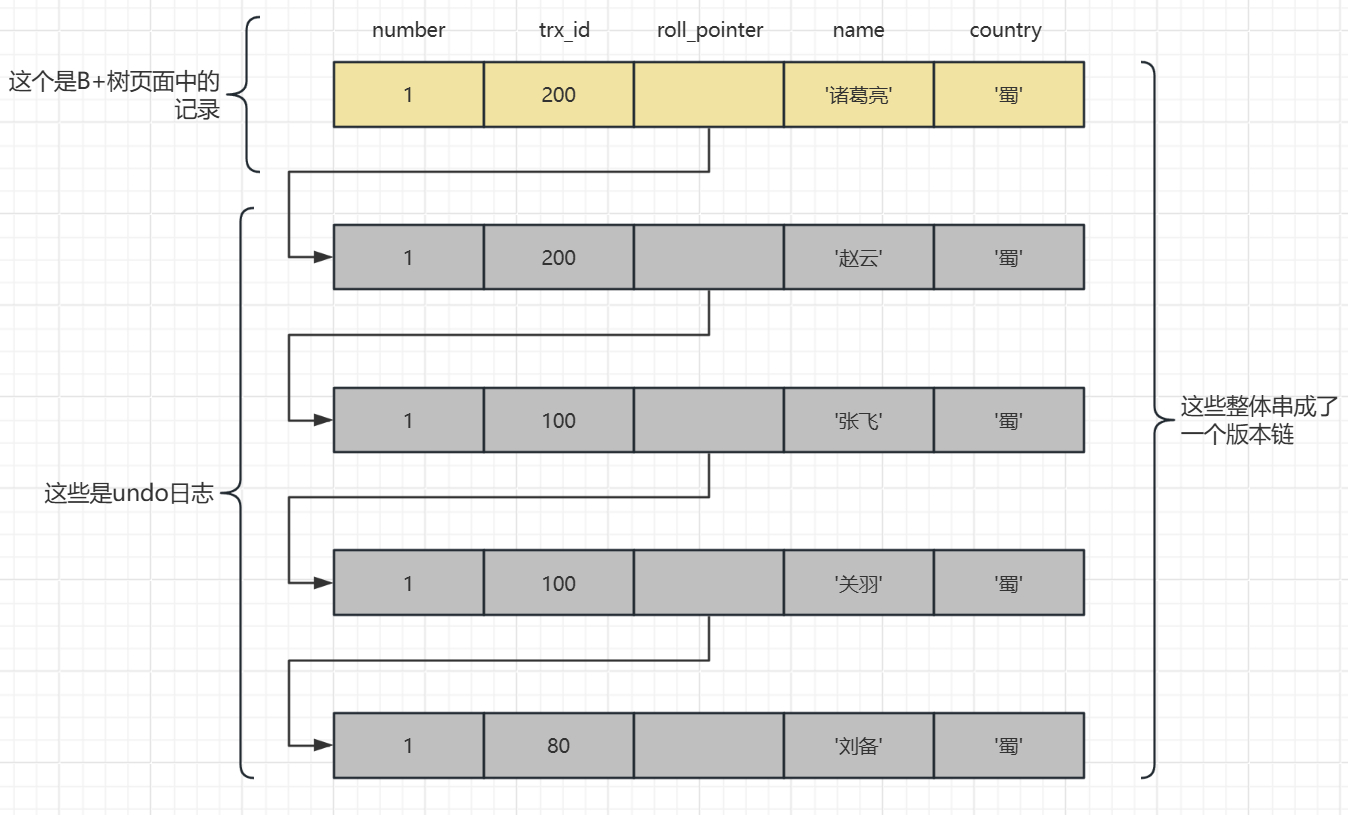 number trx_id roll_pointer name country
这个是B+树页面中的
记录
1 200 '诸葛亮' '蜀'
1 200 '赵云' '蜀'
1 100 '张飞' '蜀'
这些整体串成了
一个版本链
这些是undo日志
1 100 '关羽' '蜀'
1 80 '刘备' '蜀'